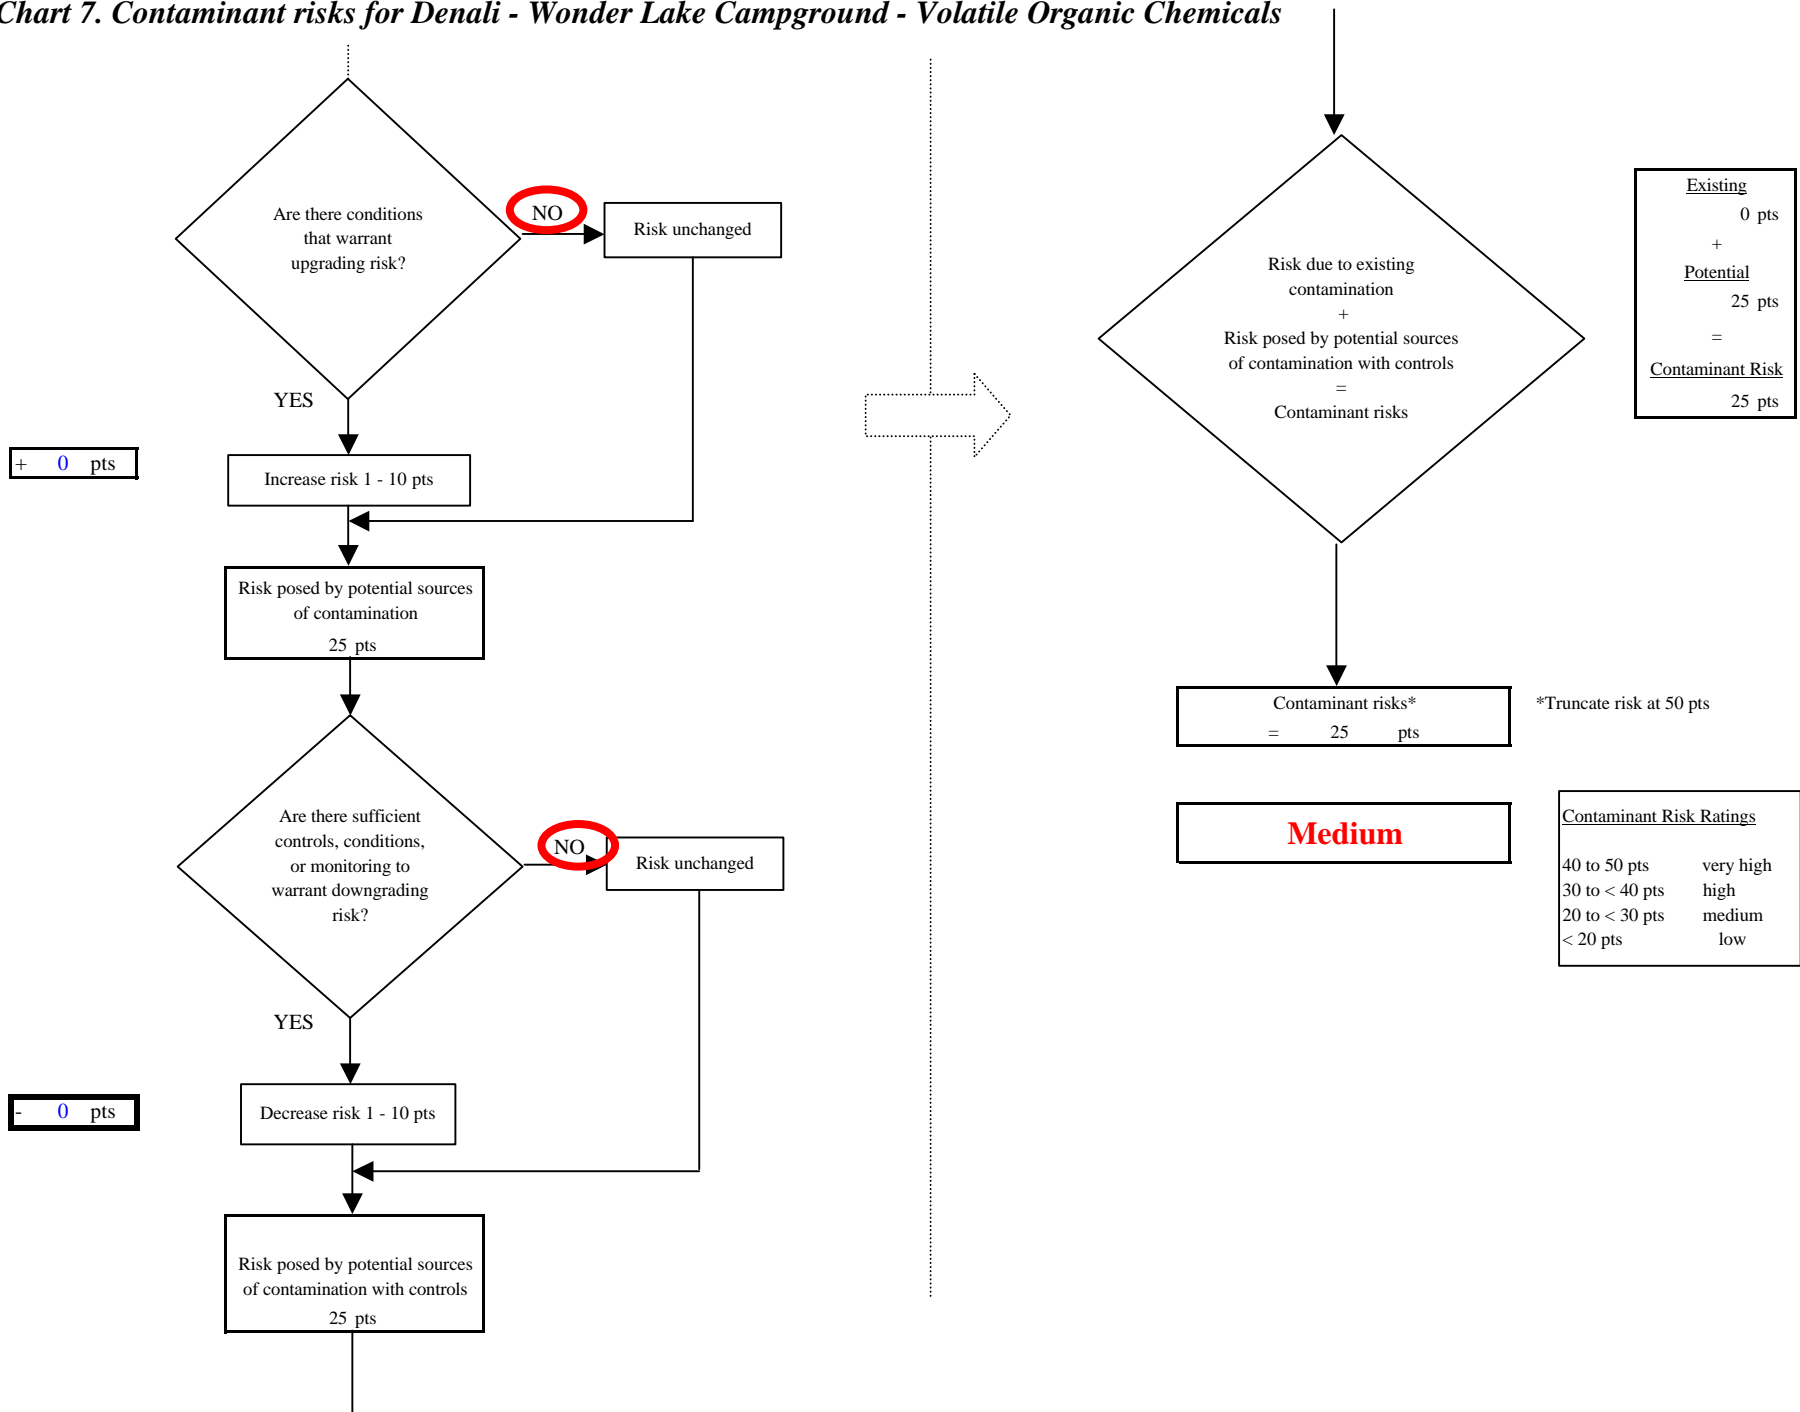 Chart 7. Contaminant risks for Denali - Wonder Lake Campground - Volatile Organic Chemicals
Are there conditions
that warrant
upgrading risk?
NO
Risk unchanged
YES
+ 0 pts
Increase risk 1 - 10 pts
Risk posed by potential sources
of contamination
25 pts
Are there sufficient
controls, conditions,
or monitoring to
warrant downgrading
risk?
NO
Risk unchanged
YES
- 0 pts
Decrease risk 1 - 10 pts
Risk posed by potential sources
of contamination with controls
25 pts
Risk due to existing
contamination
+
Risk posed by potential sources
of contamination with controls
=
Contaminant risks
Existing
0 pts
+
Potential
25 pts
=
Contaminant Risk
25 pts
Contaminant risks*
= 25 pts
*Truncate risk at 50 pts
Medium
Contaminant Risk Ratings
40 to 50 pts very high
30 to < 40 pts high
20 to < 30 pts medium
< 20 pts low